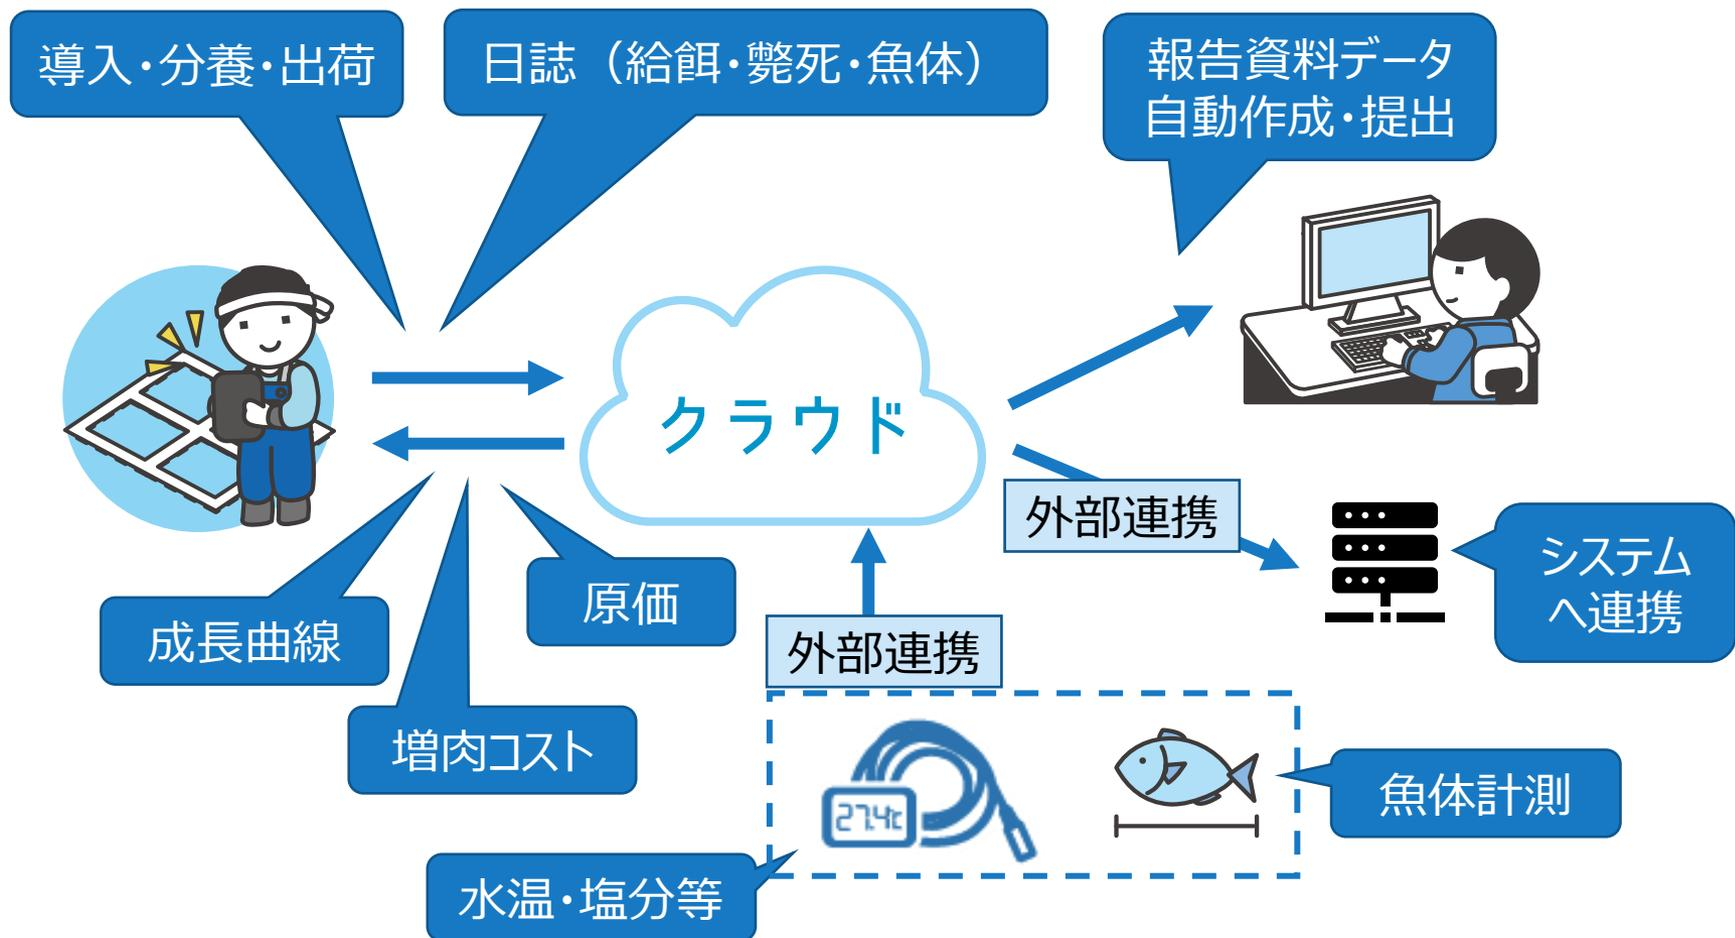 導入・分養・出荷
日誌（給餌・斃死・魚体）
報告資料データ
自動作成・提出
クラウド
外部連携
システム
へ連携
原価
成長曲線
外部連携
増肉コスト
27.4℃
魚体計測
水温・塩分等